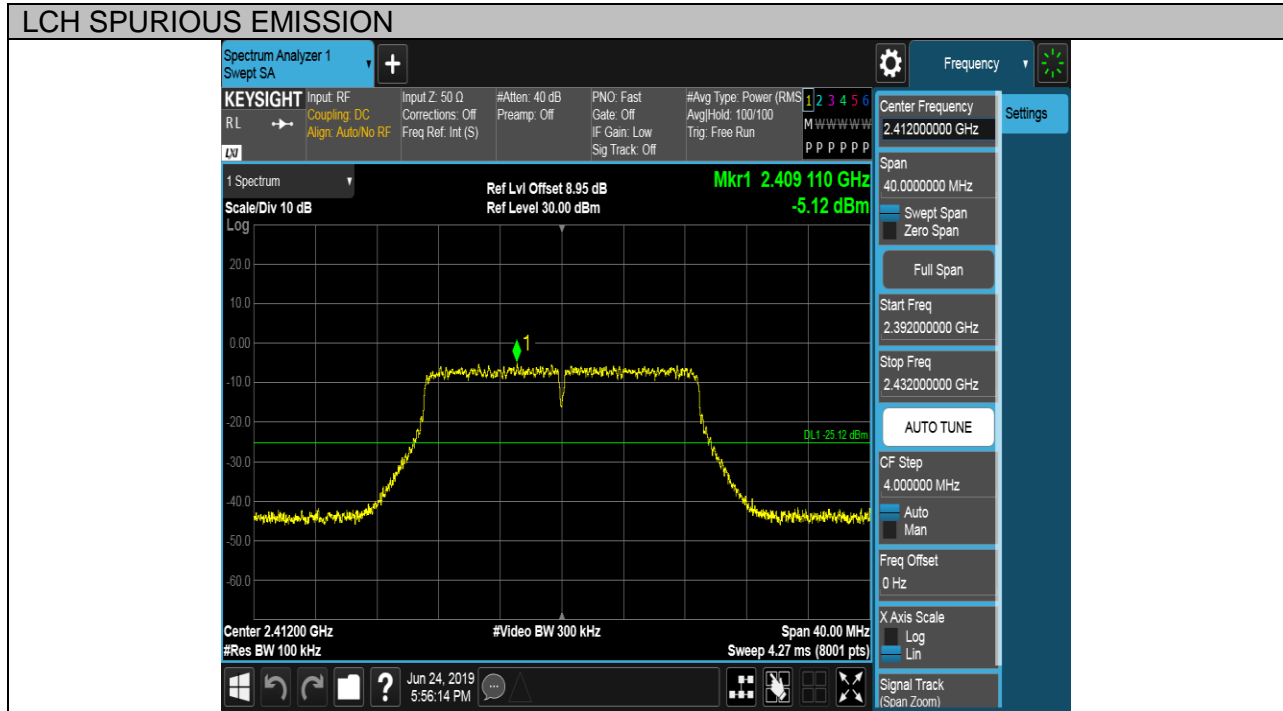 LCH SPURIOUS EMISSION
Spectrum Analyzer 1
Swept SA
+
Frequency
KEYSIGHT
RL
LXI
Input: RF
Coupling: DC
Align: Auto/No RF
Input Z: 50 Ω
Corrections: Off
Freq Ref: Int (S)
#Atten: 40 dB
Preamp: Off
PNO: Fast
Gate: Off
IF Gain: Low
Sig Track: Off
#Avg Type: Power (RMS
Avg|Hold: 100/100
Trig: Free Run
1 2 3 4 5 6
M W W W W W
P P P P P P
1 Spectrum
Scale/Div 10 dB
Log
Ref Lvl Offset 8.95 dB
Ref Level 30.00 dBm
Mkr1 2.409 110 GHz
-5.12 dBm
20.0
10.0
0.00
-10.0
-20.0
-30.0
-40.0
-50.0
-60.0
1
DL1 -25.12 dBm
Center 2.41200 GHz
#Res BW 100 kHz
#Video BW 300 kHz
Span 40.00 MHz
Sweep 4.27 ms (8001 pts)
Center Frequency
2.412000000 GHz
Settings
Span
40.0000000 MHz
Swept Span
Zero Span
Full Span
Start Freq
2.392000000 GHz
Stop Freq
2.432000000 GHz
AUTO TUNE
CF Step
4.000000 MHz
Auto
Man
Freq Offset
0 Hz
X Axis Scale
Log
Lin
Signal Track
(Span Zoom)
?
Jun 24, 2019
5:56:14 PM